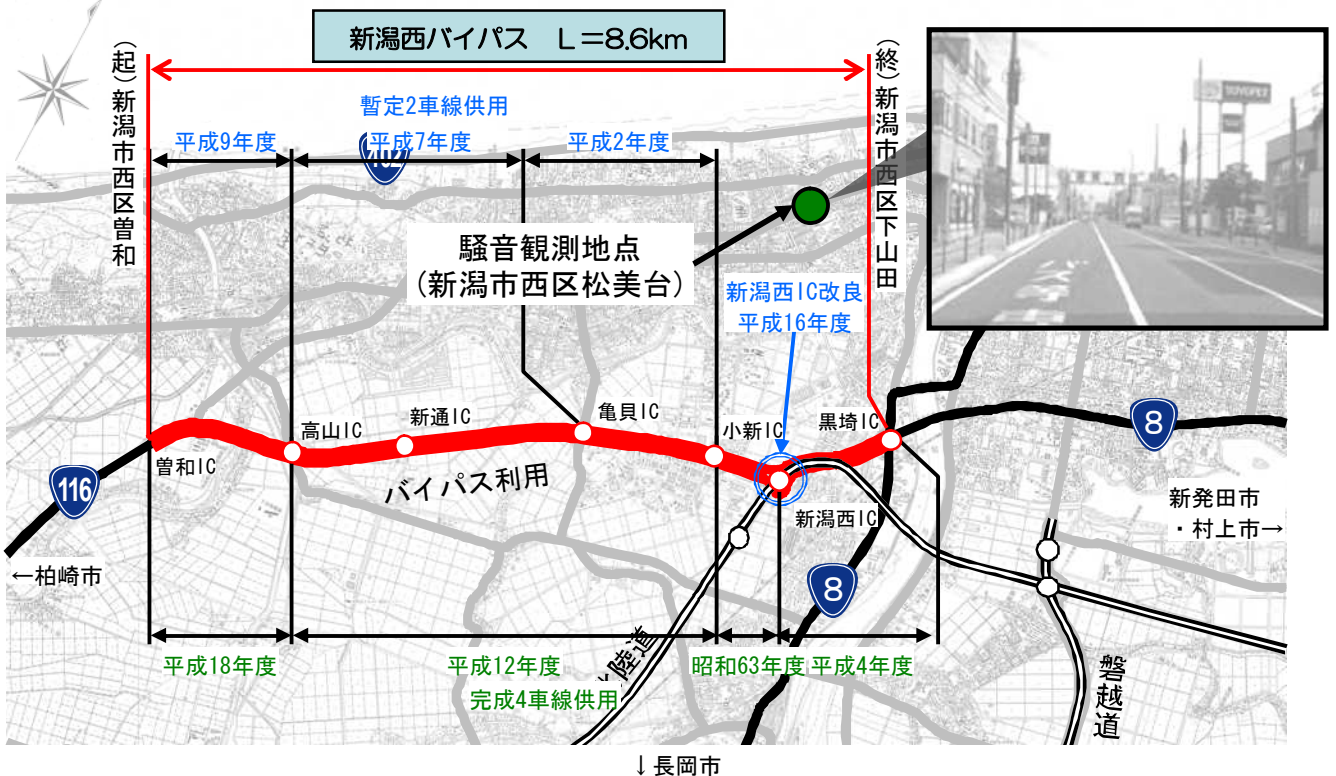 新潟西バイパス L=8.6km
(起)新潟市西区曽和
(終)新潟市西区下山田
暫定2車線供用
平成9年度
平成7年度
平成2年度
402
騒音観測地点
(新潟市西区松美台)
新潟西IC改良
平成16年度
TOYOPET
曽和IC
高山IC
新通IC
亀貝IC
小新IC
黒埼IC
新潟西IC
バイパス利用
116
8
8
新発田市
・村上市→
←柏崎市
平成18年度
平成12年度
昭和63年度
平成4年度
完成4車線供用
陸道
磐越道
↓長岡市